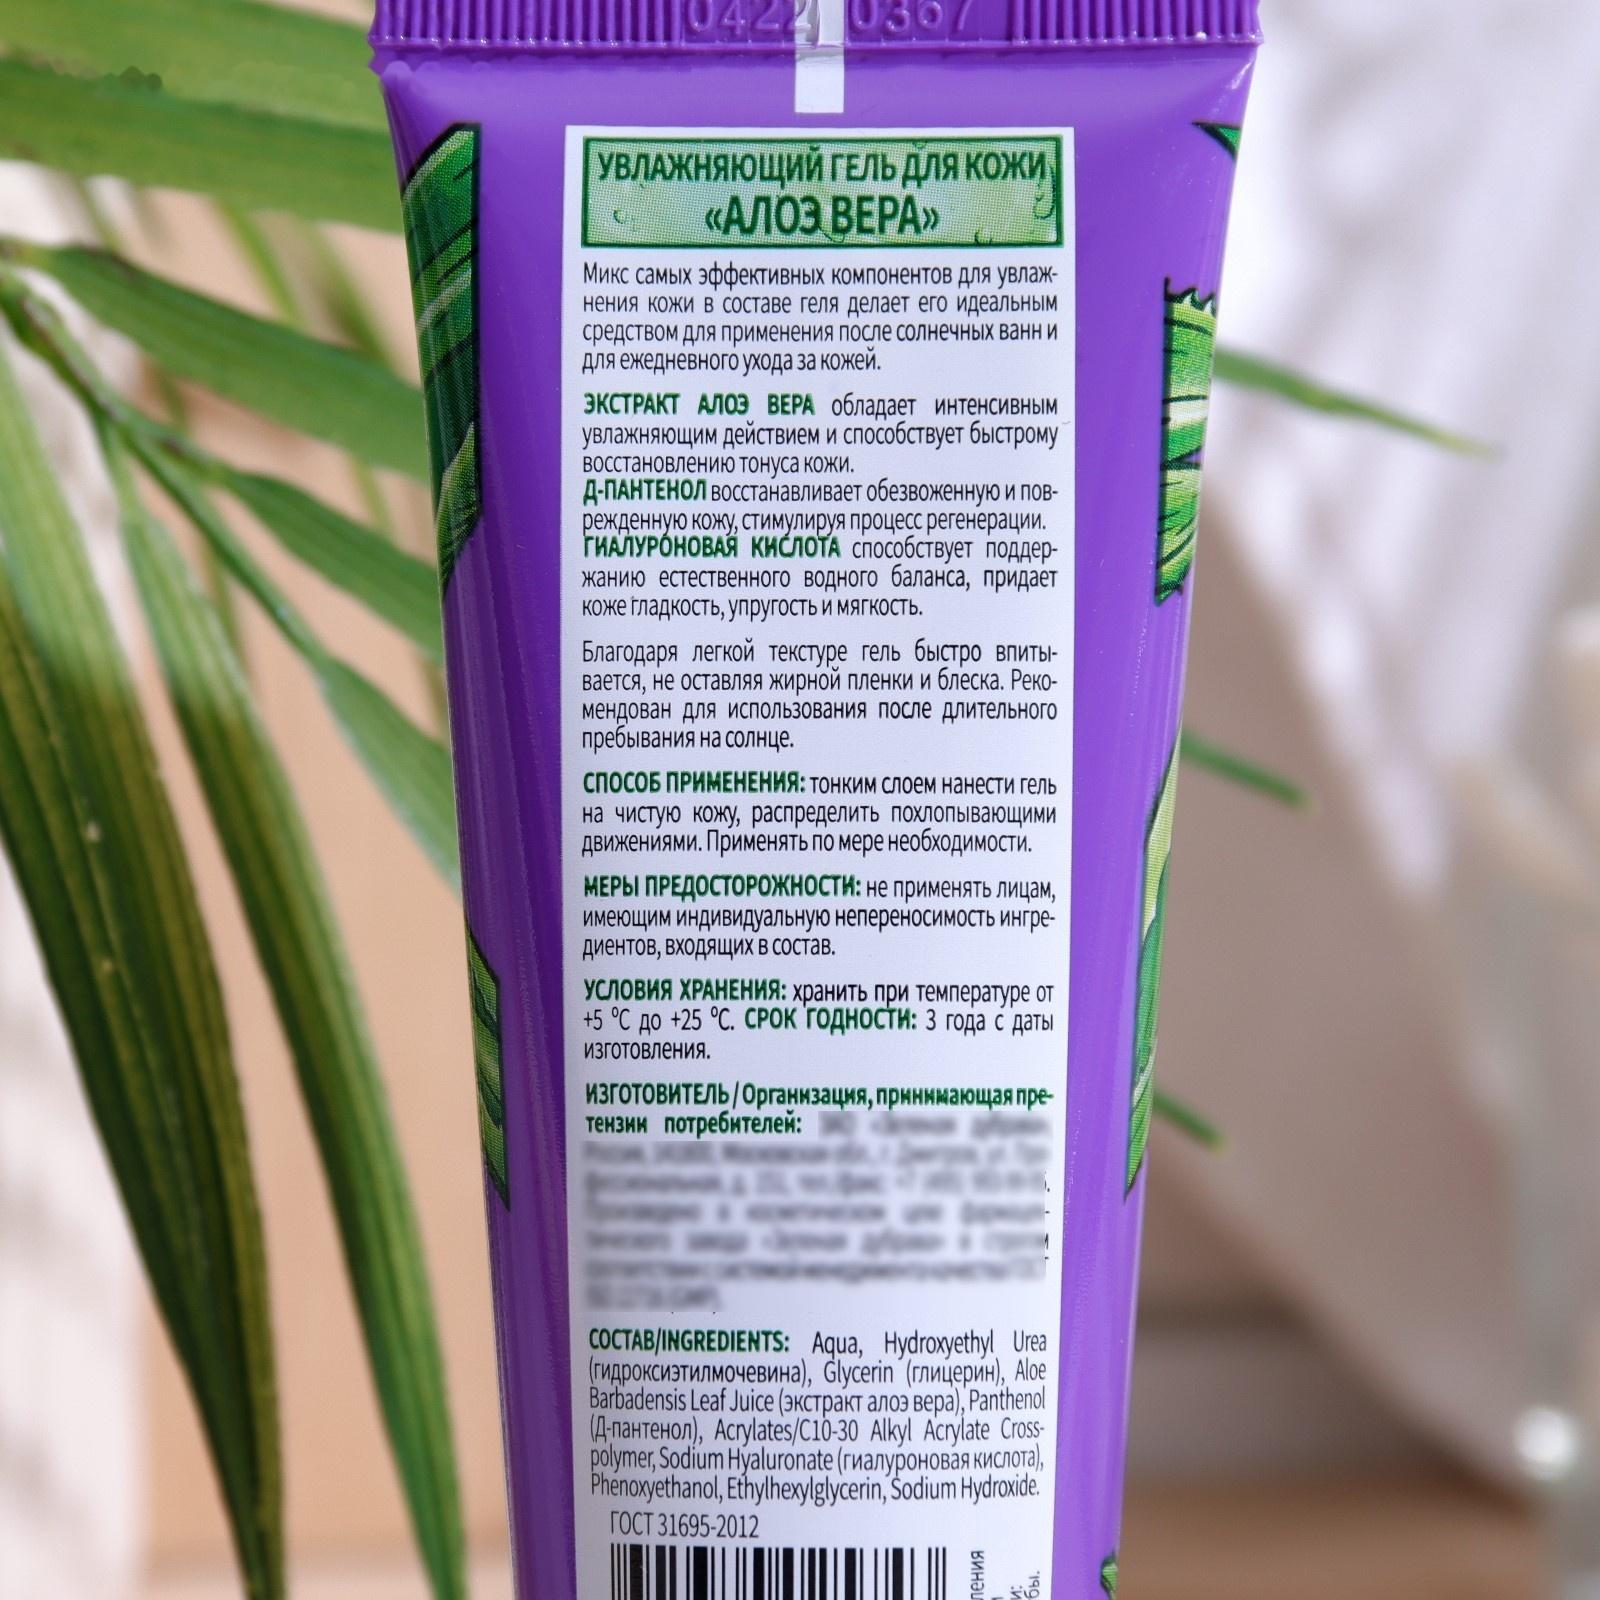 0422 0367
УВЛАЖНЯЮЩИЙ ГЕЛЬ ДЛЯ КОЖИ
«АЛОЭ ВЕРА»
Микс самых эффективных компонентов для увлаж-
нения кожи в составе геля делает его идеальным
средством для применения после солнечных ванн и
для ежедневного ухода за кожей.
ЭКСТРАКТ АЛОЭ ВЕРА обладает интенсивным
увлажняющим действием и способствует быстрому
восстановлению тонуса кожи.
Д-ПАНТЕНОЛ восстанавливает обезвоженную и пов-
режденную кожу, стимулируя процесс регенерации.
ГИАЛУРОНОВАЯ КИСЛОТА способствует поддер-
жанию естественного водного баланса, придает
коже гладкость, упругость и мягкость.
Благодаря легкой текстуре гель быстро впиты-
вается, не оставляя жирной пленки и блеска. Реко-
мендован для использования после длительного
пребывания на солнце.
СПОСОБ ПРИМЕНЕНИЯ: тонким слоем нанести гель
на чистую кожу, распределить похлопывающими
движениями. Применять по мере необходимости.
МЕРЫ ПРЕДОСТОРОЖНОСТИ: не применять лицам,
имеющим индивидуальную непереносимость ингре-
диентов, входящих в состав.
УСЛОВИЯ ХРАНЕНИЯ: хранить при температуре от
+5 ⁰С до +25 ⁰С. СРОК ГОДНОСТИ: 3 года с даты
изготовления.
ИЗГОТОВИТЕЛЬ / Организация, принимающая пре-
тензии потребителей:
СОСТАВ/INGREDIENTS: Aqua, Hydroxyethyl Urea
(гидроксиэтилмочевина), Glycerin (глицерин), Aloe
Barbadensis Leaf Juice (экстракт алоэ вера), Panthenol
(Д-пантенол), Acrylates/C10-30 Alkyl Acrylate Cross-
polymer, Sodium Hyaluronate (гиалуроновая кислота),
Phenoxyethanol, Ethylhexylglycerin, Sodium Hydroxide.
ГОСТ 31695-2012